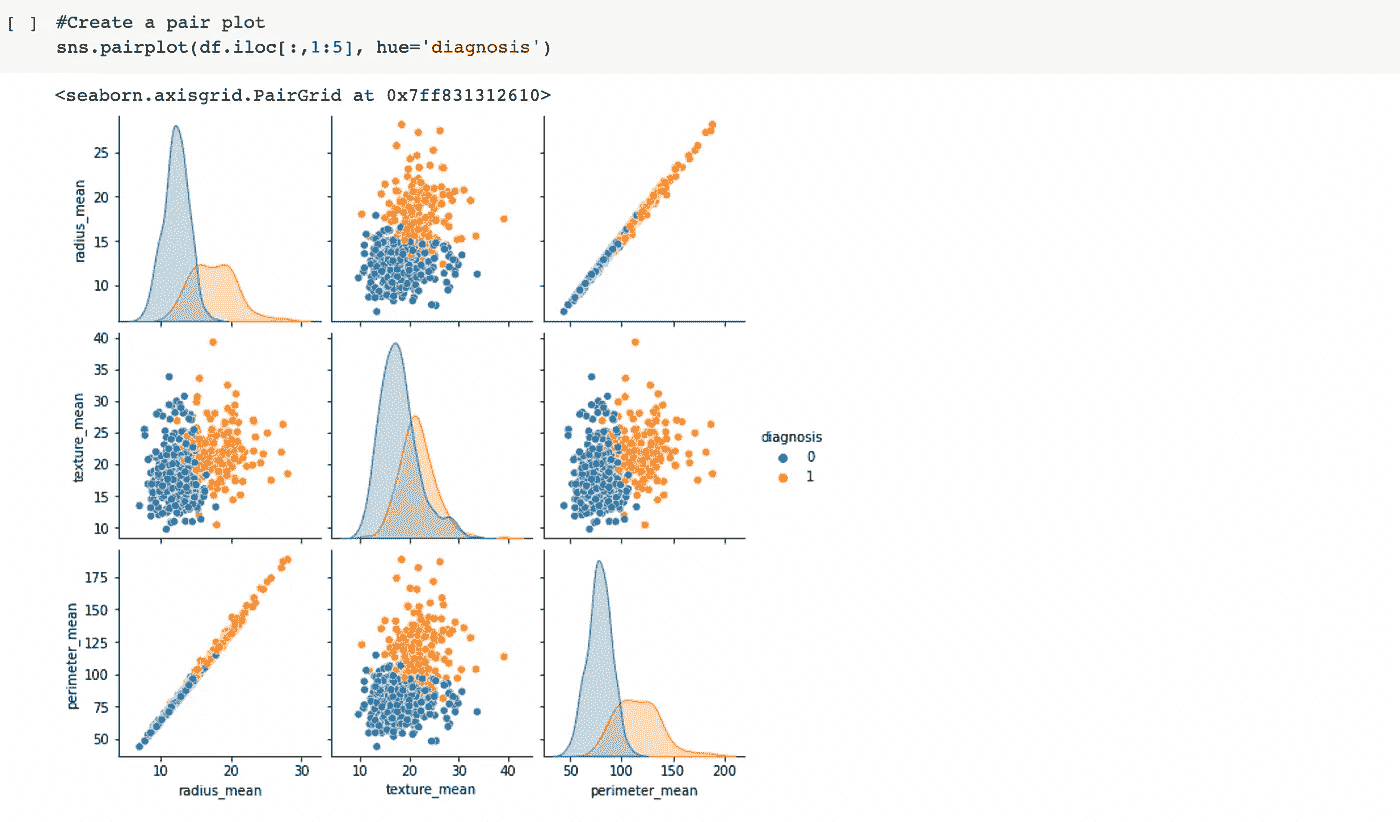 [ ] #Create a pair plot
sns.pairplot(df.iloc[:,1:5], hue='diagnosis')
<seaborn.axisgrid.PairGrid at 0x7ff831312610>
radius_mean
25
20
15
10
texture_mean
40
35
30
25
20
15
10
diagnosis
0
1
perimeter_mean
175
150
125
100
75
50
10 20 30 10 20 30 40 50 100 150 200
radius_mean texture_mean perimeter_mean